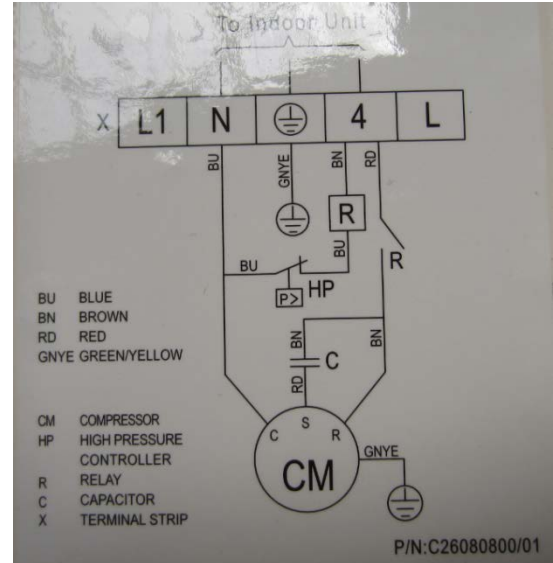 To Indoor Unit
X L1 N 4 L
BU GNYE BN RD
R
BU
BU
R
HP
P>
BN BN
C
RD
C S R
GNYE
CM
BU BLUE
BN BROWN
RD RED
GNYE GREEN/YELLOW
CM COMPRESSOR
HP HIGH PRESSURE
CONTROLLER
R RELAY
C CAPACITOR
X TERMINAL STRIP
P/N:C26080800/01